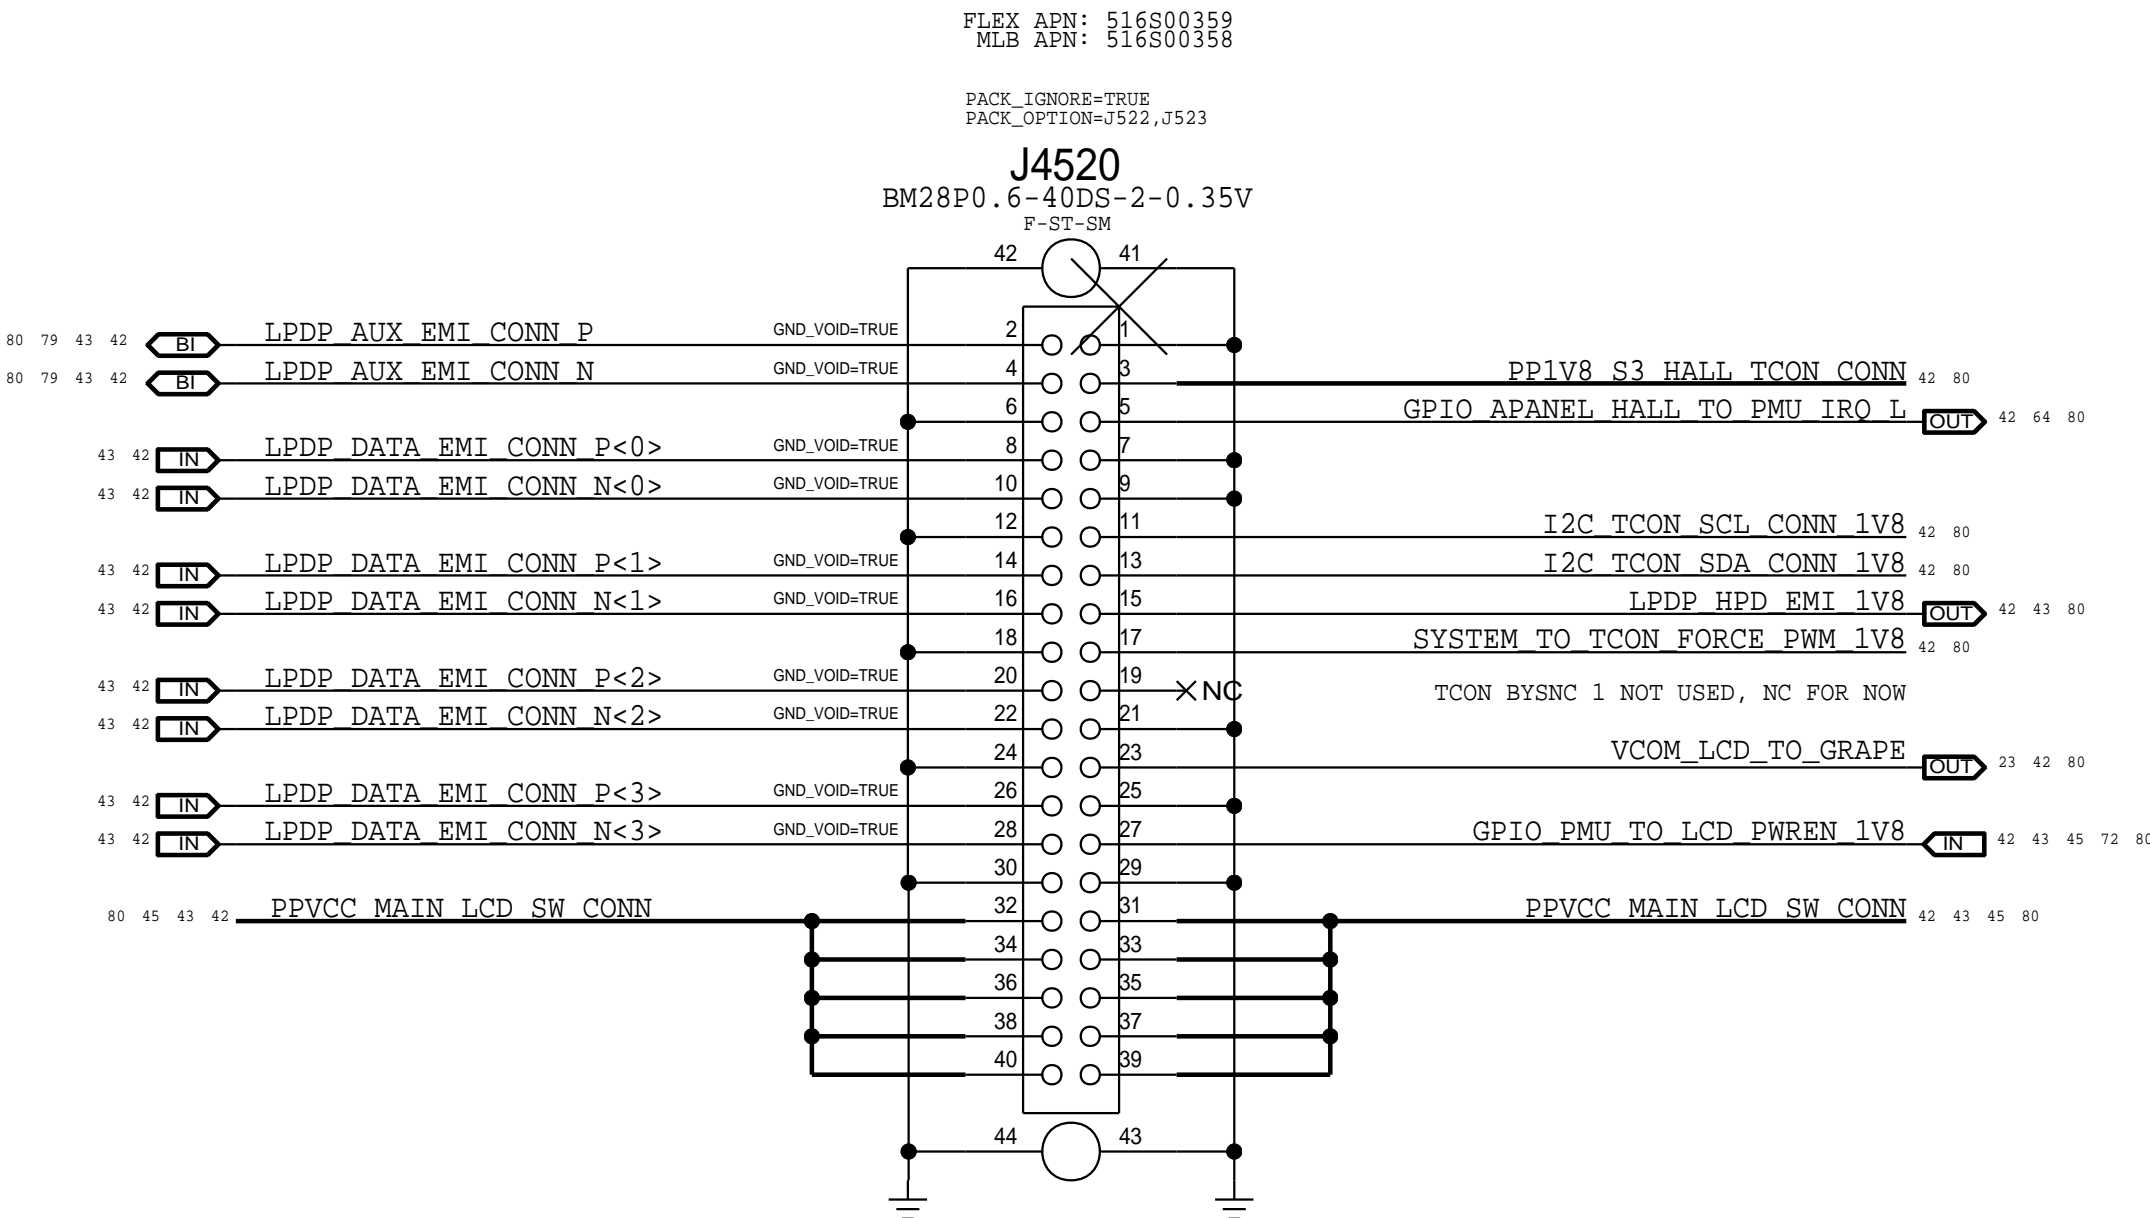 FLEX APN: 516S00359
MLB APN: 516S00358
PACK_IGNORE=TRUE
PACK_OPTION=J522,J523
J4520
BM28P0.6-40DS-2-0.35V
F-ST-SM
42 41
80 79 43 42 BI LPDP_AUX_EMI_CONN_P GND_VOID=TRUE 2 1
80 79 43 42 BI LPDP_AUX_EMI_CONN_N GND_VOID=TRUE 4 3 PP1V8_S3_HALL_TCON_CONN 42 80
6 5 GPIO_APANEL_HALL_TO_PMU_IRQ_L OUT 42 64 80
43 42 IN LPDP_DATA_EMI_CONN_P<0> GND_VOID=TRUE 8 7
43 42 IN LPDP_DATA_EMI_CONN_N<0> GND_VOID=TRUE 10 9
12 11 I2C_TCON_SCL_CONN_1V8 42 80
43 42 IN LPDP_DATA_EMI_CONN_P<1> GND_VOID=TRUE 14 13 I2C_TCON_SDA_CONN_1V8 42 80
43 42 IN LPDP_DATA_EMI_CONN_N<1> GND_VOID=TRUE 16 15 LPDP_HPD_EMI_1V8 OUT 42 43 80
18 17 SYSTEM_TO_TCON_FORCE_PWM_1V8 42 80
43 42 IN LPDP_DATA_EMI_CONN_P<2> GND_VOID=TRUE 20 19 NC TCON BYSNC 1 NOT USED, NC FOR NOW
43 42 IN LPDP_DATA_EMI_CONN_N<2> GND_VOID=TRUE 22 21
24 23 VCOM_LCD_TO_GRAPE OUT 23 42 80
43 42 IN LPDP_DATA_EMI_CONN_P<3> GND_VOID=TRUE 26 25
43 42 IN LPDP_DATA_EMI_CONN_N<3> GND_VOID=TRUE 28 27 GPIO_PMU_TO_LCD_PWREN_1V8 IN 42 43 45 72 80
30 29
80 45 43 42 PPVCC_MAIN_LCD_SW_CONN 32 31 PPVCC_MAIN_LCD_SW_CONN 42 43 45 80
34 33
36 35
38 37
40 39
44 43